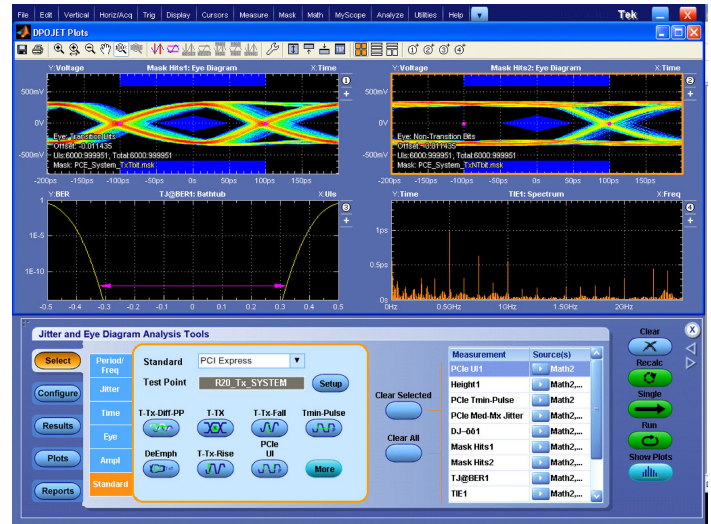 File Edit Vertical Horiz/Acq Trig Display Cursors Measure Mask Math MyScope Analyze Utilities Help Tek
DPOJET Plots
Y:Voltage Mask Hits1: Eye Diagram X:Time
500mV
0V
-500mV
Eye: Transition Bits
Offset: -0.011435
UIs:6000:999951, Total:6000:999951
Mask: PCE_System_TxTbit.msk
-200ps -150ps -100ps -50ps 0s 50ps 100ps 150ps
Y:Voltage Mask Hits2: Eye Diagram X:Time
500mV
0V
-500mV
Eye: Non-Transition Bits
Offset: -0.011435
UIs:6000:999951, Total:6000:999951
Mask: PCE_System_TxNTbit.msk
-200ps -150ps -100ps -50ps 0s 50ps 100ps 150ps
Y:BER TJ@BER1: Bathtub X:UIs
1
1E-5
1E-10
-0.5 -0.4 -0.3 -0.2 -0.1 0 0.1 0.2 0.3 0.4 0.5
Y:Time TIE1: Spectrum X:Freq
1ps
0.5ps
0s
0HZ 0.5GHz 1GHz 1.5GHz 2GHz
Jitter and Eye Diagram Analysis Tools
Clear
X
Select
Configure
Results
Plots
Reports
Period/
Freq
Jitter
Time
Eye
Ampl
Standard
Standard PCI Express
Test Point R20_Tx_SYSTEM Setup
T-Tx-Diff-PP T-TX T-Tx-Fall Tmin-Pulse
DeEmph T-Tx-Rise PCIe
UI
More
Clear Selected
Clear All
Measurement Source(s)
PCIe UI1 Math2
Height1 Math2,...
PCIe Tmin-Pulse Math2
PCIe Med-Mx Jitter Math2,...
DJ–õõ1 Math2,...
Mask Hits1 Math2,...
Mask Hits2 Math2,...
TJ@BER1 Math2,...
TIE1 Math2,...
Recalc
Single
Run
Show Plots